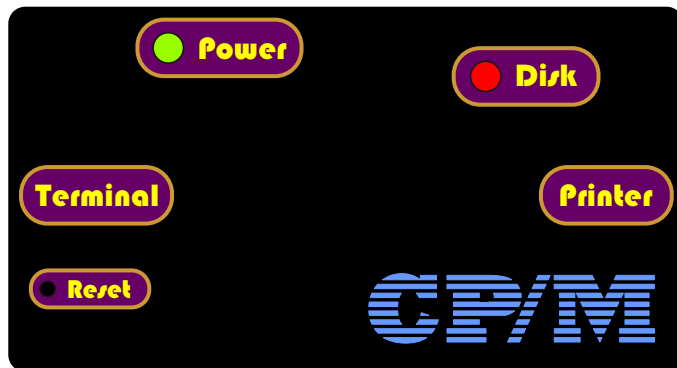 Power
Disk
Terminal
Printer
Reset
CP/M